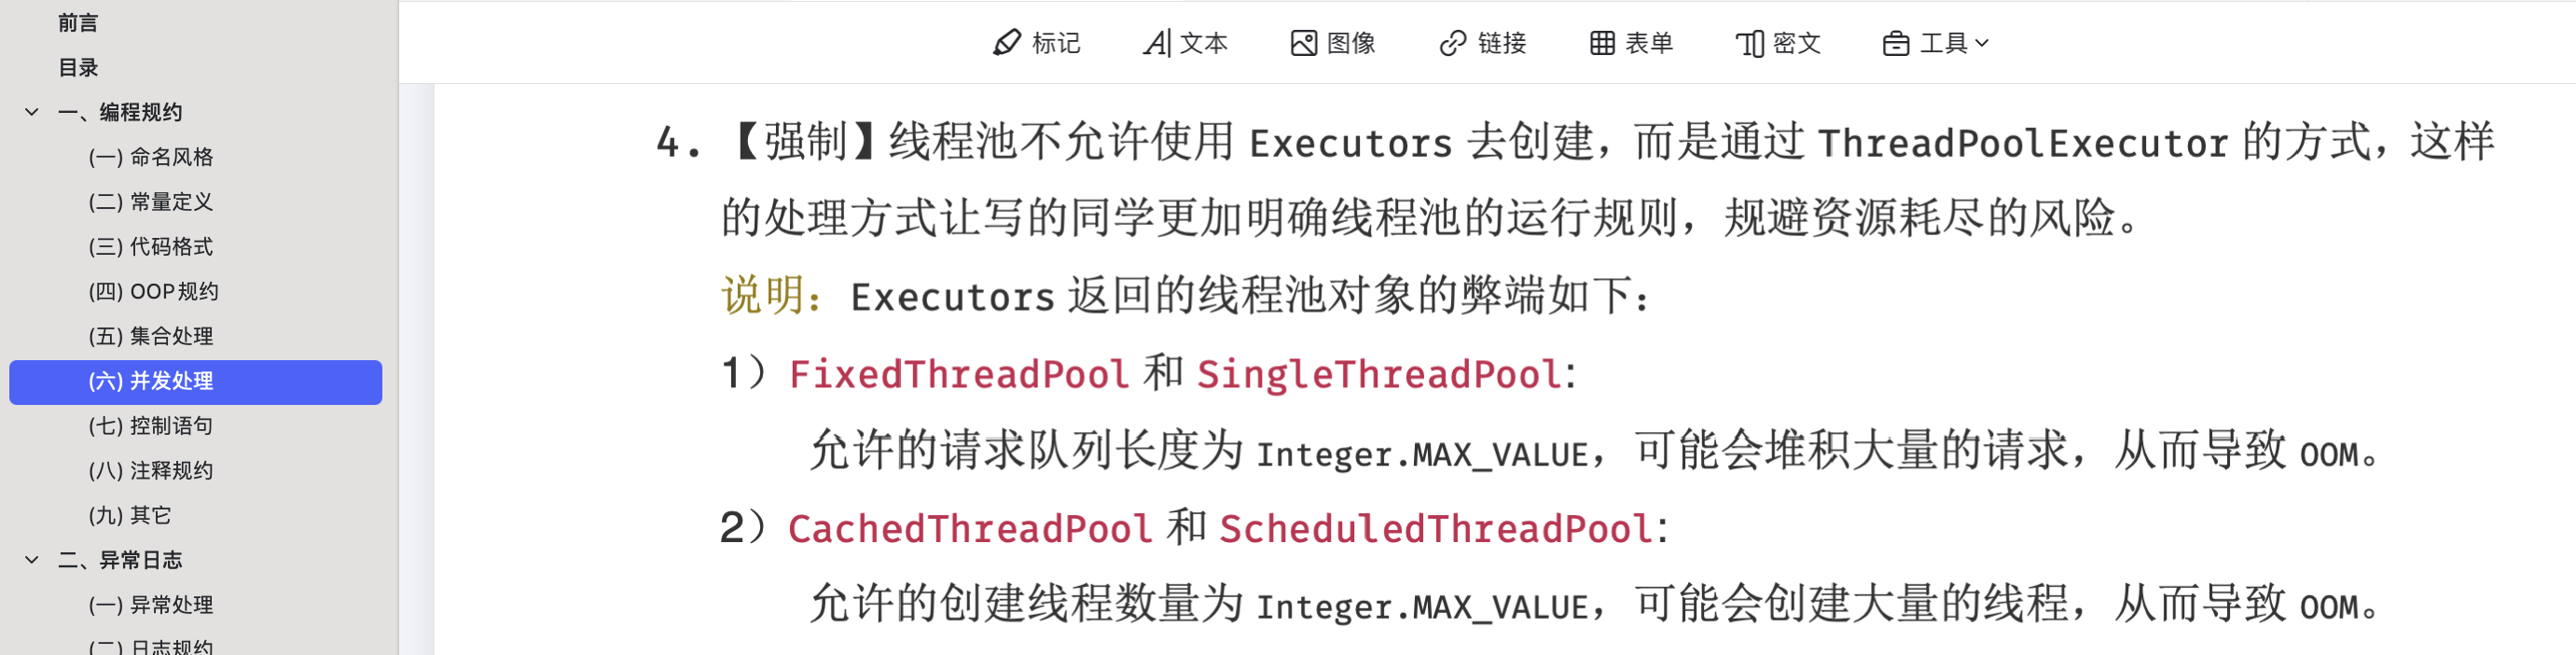 前言
目录
一、编程规约
(一) 命名风格
(二) 常量定义
(三) 代码格式
(四) OOP规约
(五) 集合处理
(六) 并发处理
(七) 控制语句
(八) 注释规约
(九) 其它
二、异常日志
(一) 异常处理
(二) 日志规约
标记 文本 图像 链接 表单 密文 工具
4. 【强制】线程池不允许使用 Executors 去创建，而是通过 ThreadPoolExecutor 的方式，这样
的处理方式让写的同学更加明确线程池的运行规则，规避资源耗尽的风险。
说明：Executors 返回的线程池对象的弊端如下：
1）FixedThreadPool 和 SingleThreadPool:
允许的请求队列长度为 Integer.MAX_VALUE，可能会堆积大量的请求，从而导致 OOM。
2）CachedThreadPool 和 ScheduledThreadPool:
允许的创建线程数量为 Integer.MAX_VALUE，可能会创建大量的线程，从而导致 OOM。